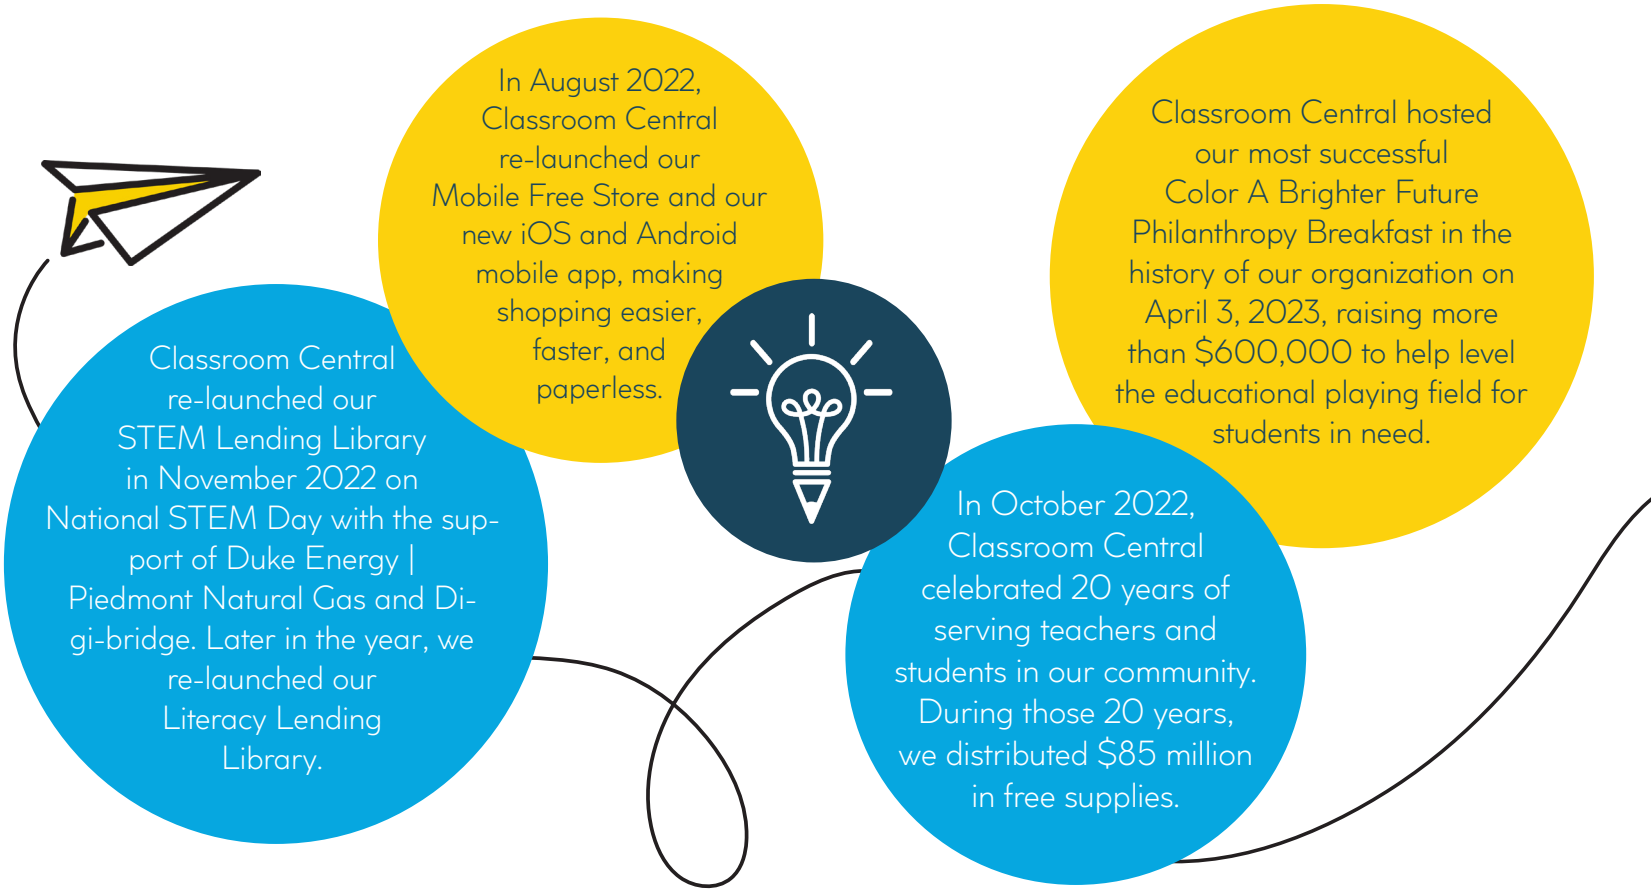 In August 2022,
Classroom Central
re-launched our
Mobile Free Store and our
new iOS and Android
mobile app, making
shopping easier,
faster, and
paperless.
Classroom Central hosted
our most successful
Color A Brighter Future
Philanthropy Breakfast in the
history of our organization on
April 3, 2023, raising more
than $600,000 to help level
the educational playing field for
students in need.
Classroom Central
re-launched our
STEM Lending Library
in November 2022 on
National STEM Day with the sup-
port of Duke Energy |
Piedmont Natural Gas and Di-
gi-bridge. Later in the year, we
re-launched our
Literacy Lending
Library.
In October 2022,
Classroom Central
celebrated 20 years of
serving teachers and
students in our community.
During those 20 years,
we distributed $85 million
in free supplies.